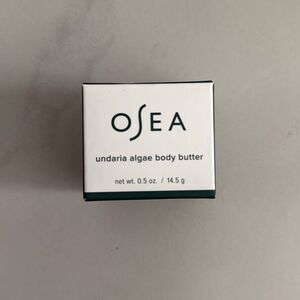 OSEA
undaria algae body butter
net wt. 0.5 oz. / 14.5 g